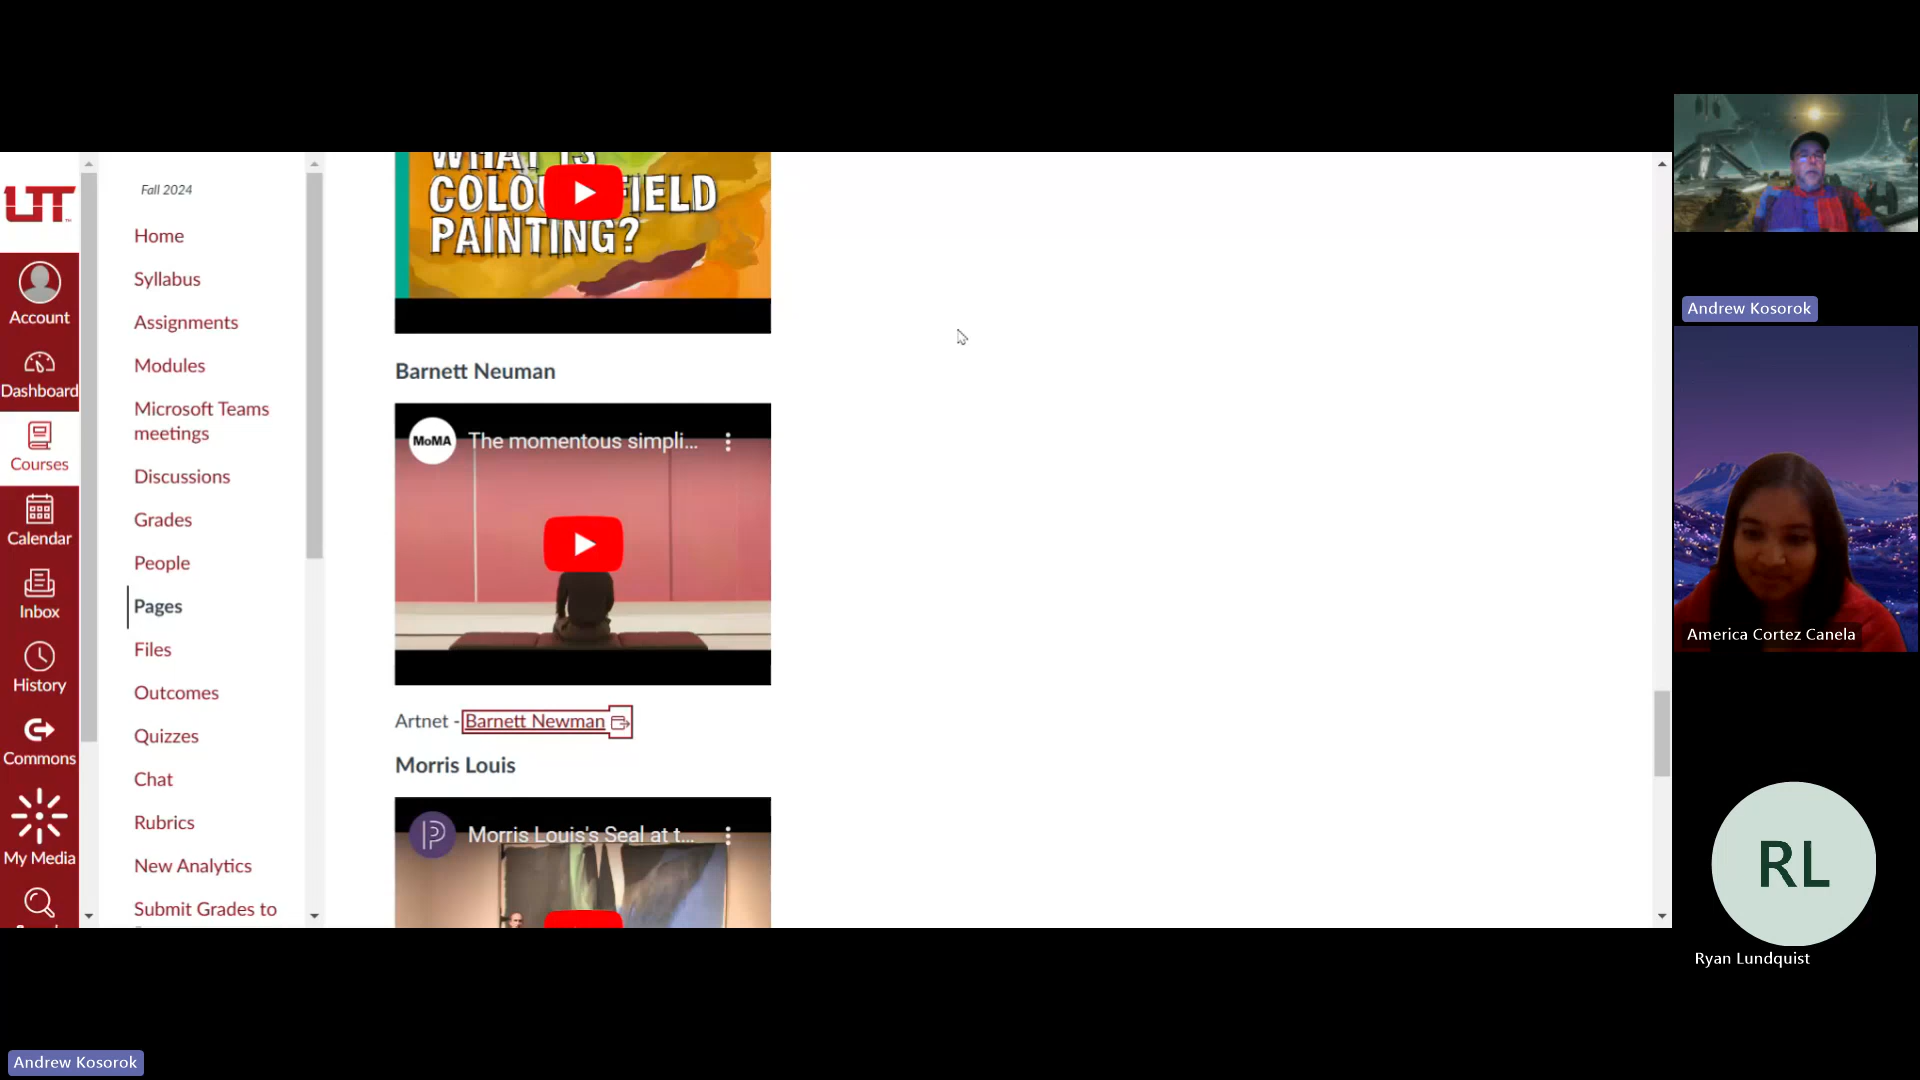 UT
Account
Dashboard
Courses
Calendar
Inbox
History
Commons
My Media
Fall 2024
Home
Syllabus
Assignments
Modules
Microsoft Teams
meetings
Discussions
Grades
People
Pages
Files
Outcomes
Quizzes
Chat
Rubrics
New Analytics
Submit Grades to
WHAT IS
FIELD
PAINTING?
Barnett Neuman
MoMA
The momentous simpli...
Artnet - Barnett Newman
Morris Louis
P
Morris Louis's Seal at t...
Andrew Kosorok
America Cortez Canela
RL
Ryan Lundquist
Andrew Kosorok